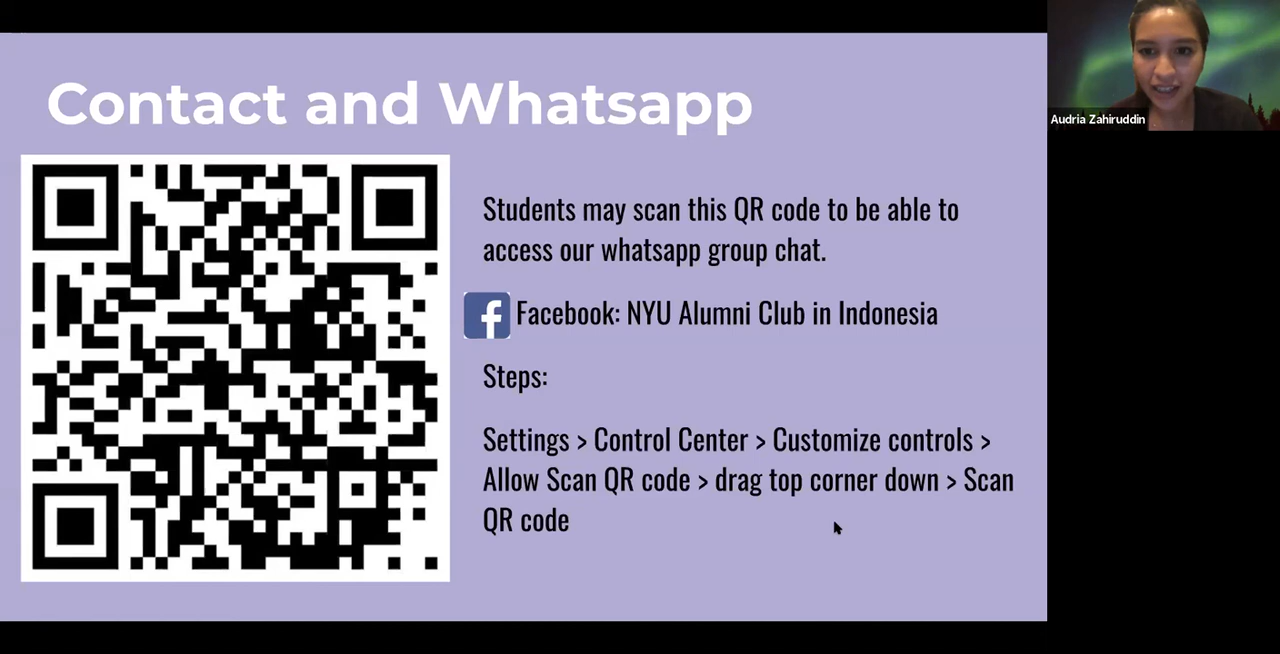 Contact and Whatsapp
Audria Zahiruddin
Students may scan this QR code to be able to
access our whatsapp group chat.
f Facebook: NYU Alumni Club in Indonesia
Steps:
Settings > Control Center > Customize controls >
Allow Scan QR code > drag top corner down > Scan
QR code